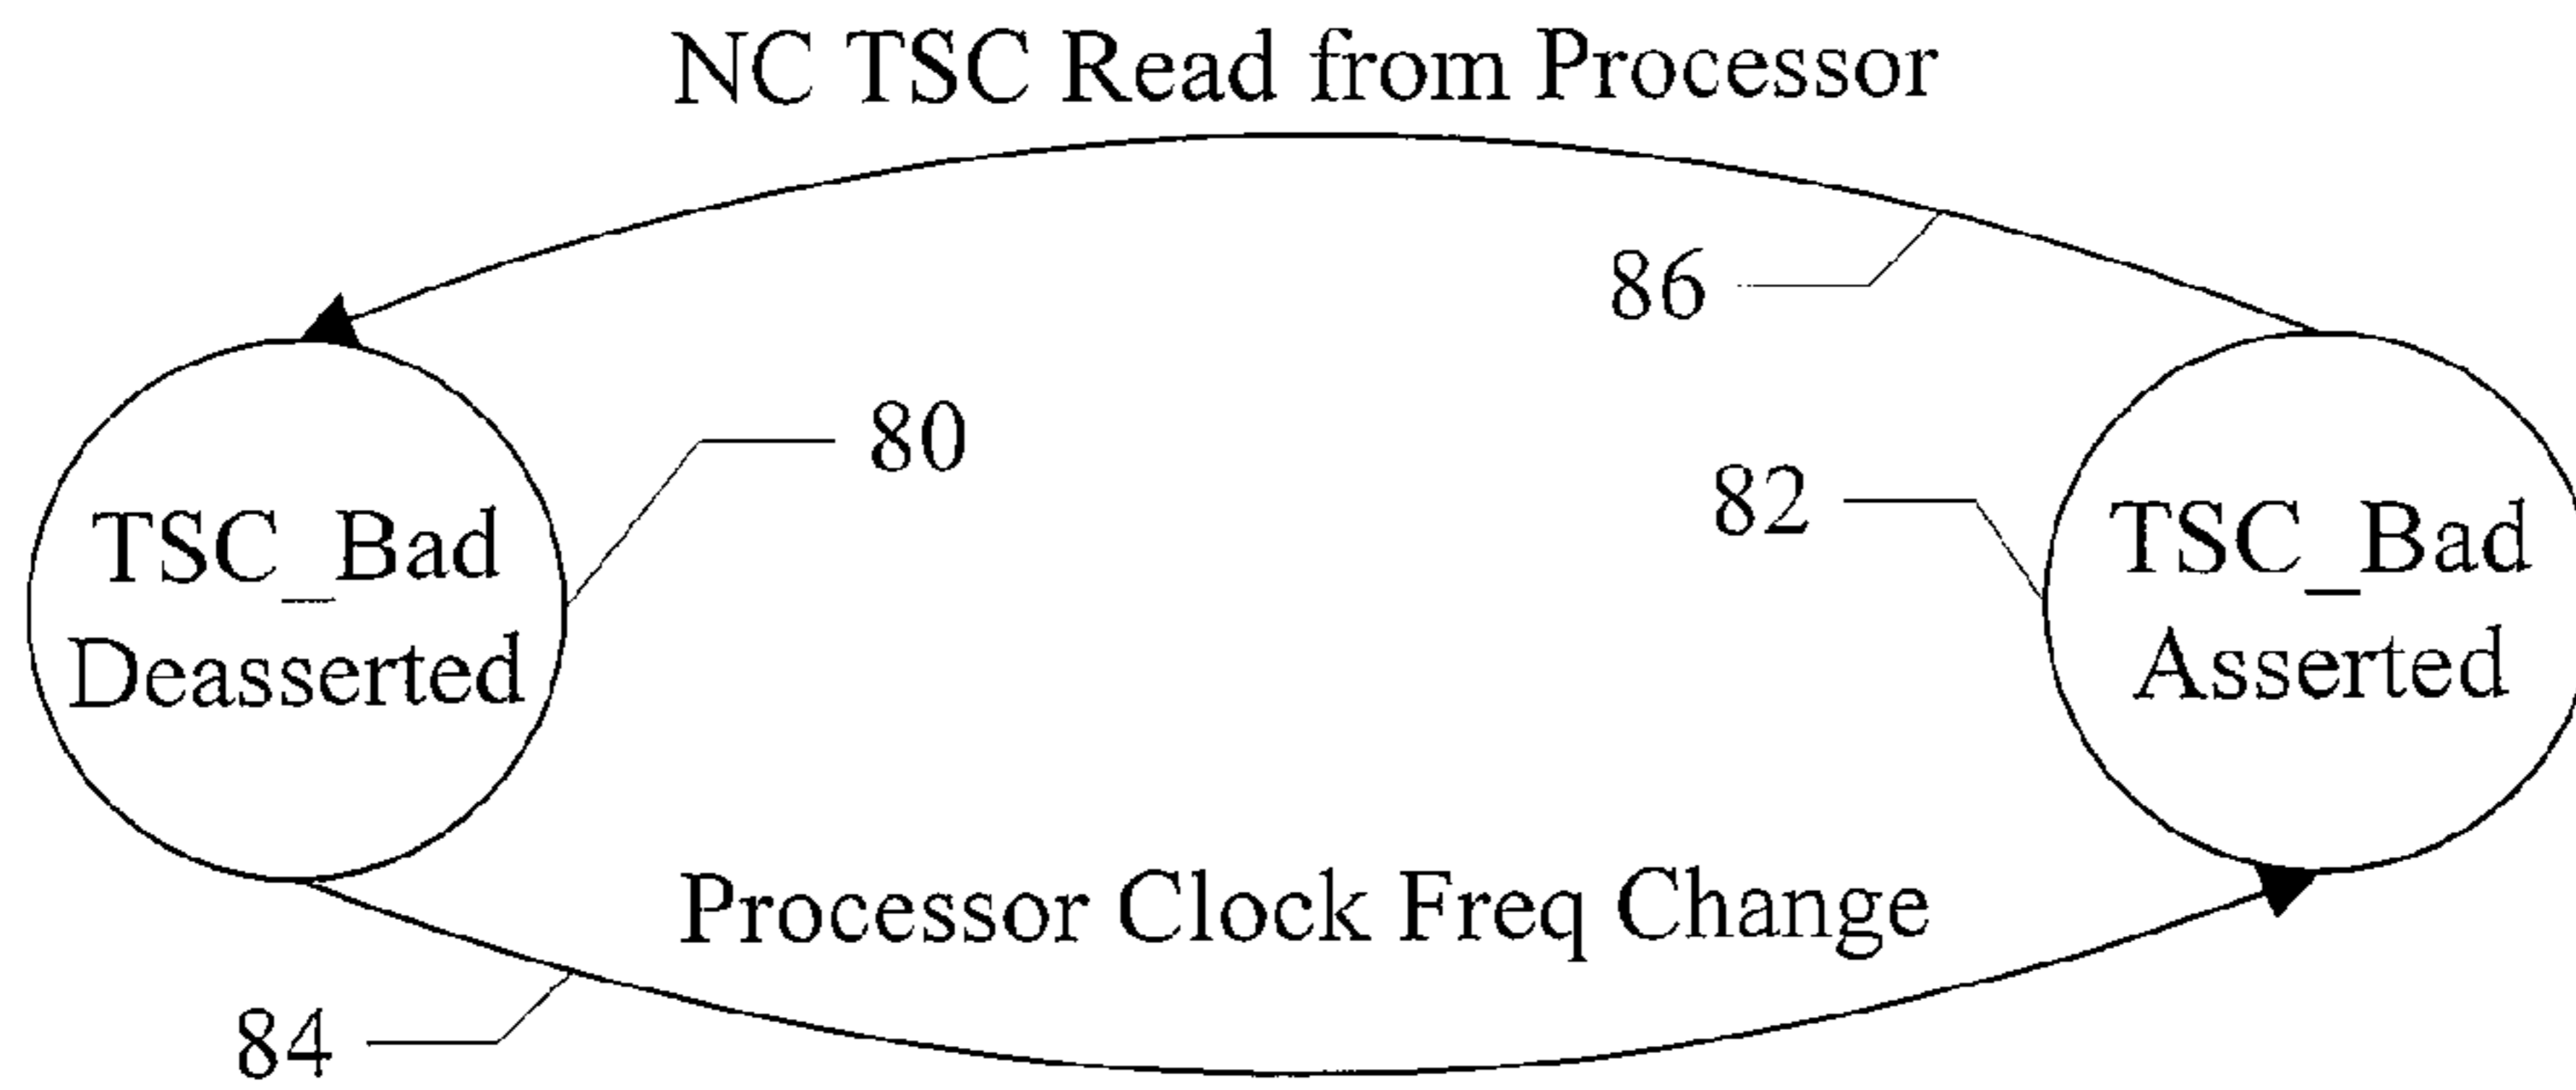 NC TSC Read from Processor
86
80
82
TSC_Bad
Deasserted
TSC_Bad
Asserted
Processor Clock Freq Change
84